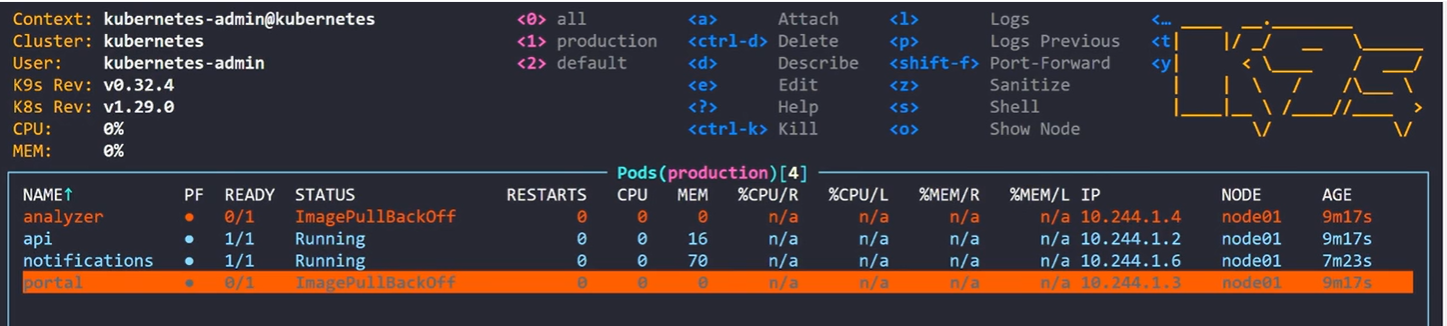 Context: kubernetes-admin@kubernetes <0> all <a> Attach <l> Logs <…
Cluster: kubernetes <1> production <ctrl-d> Delete <p> Logs Previous <t
User: kubernetes-admin <2> default <d> Describe <shift-f> Port-Forward <y
K9s Rev: v0.32.4 <e> Edit <z> Sanitize
K8s Rev: v1.29.0 <?> Help <s> Shell
CPU: 0% <ctrl-k> Kill <o> Show Node
MEM: 0%
K9s
Pods(production)[4]
NAME↑ PF READY STATUS RESTARTS CPU MEM %CPU/R %CPU/L %MEM/R %MEM/L IP NODE AGE
analyzer ● 0/1 ImagePullBackOff 0 0 0 n/a n/a n/a n/a 10.244.1.4 node01 9m17s
api ● 1/1 Running 0 0 16 n/a n/a n/a n/a 10.244.1.2 node01 9m17s
notifications ● 1/1 Running 0 0 70 n/a n/a n/a n/a 10.244.1.6 node01 7m23s
portal ● 0/1 ImagePullBackOff 0 0 0 n/a n/a n/a n/a 10.244.1.3 node01 9m17s